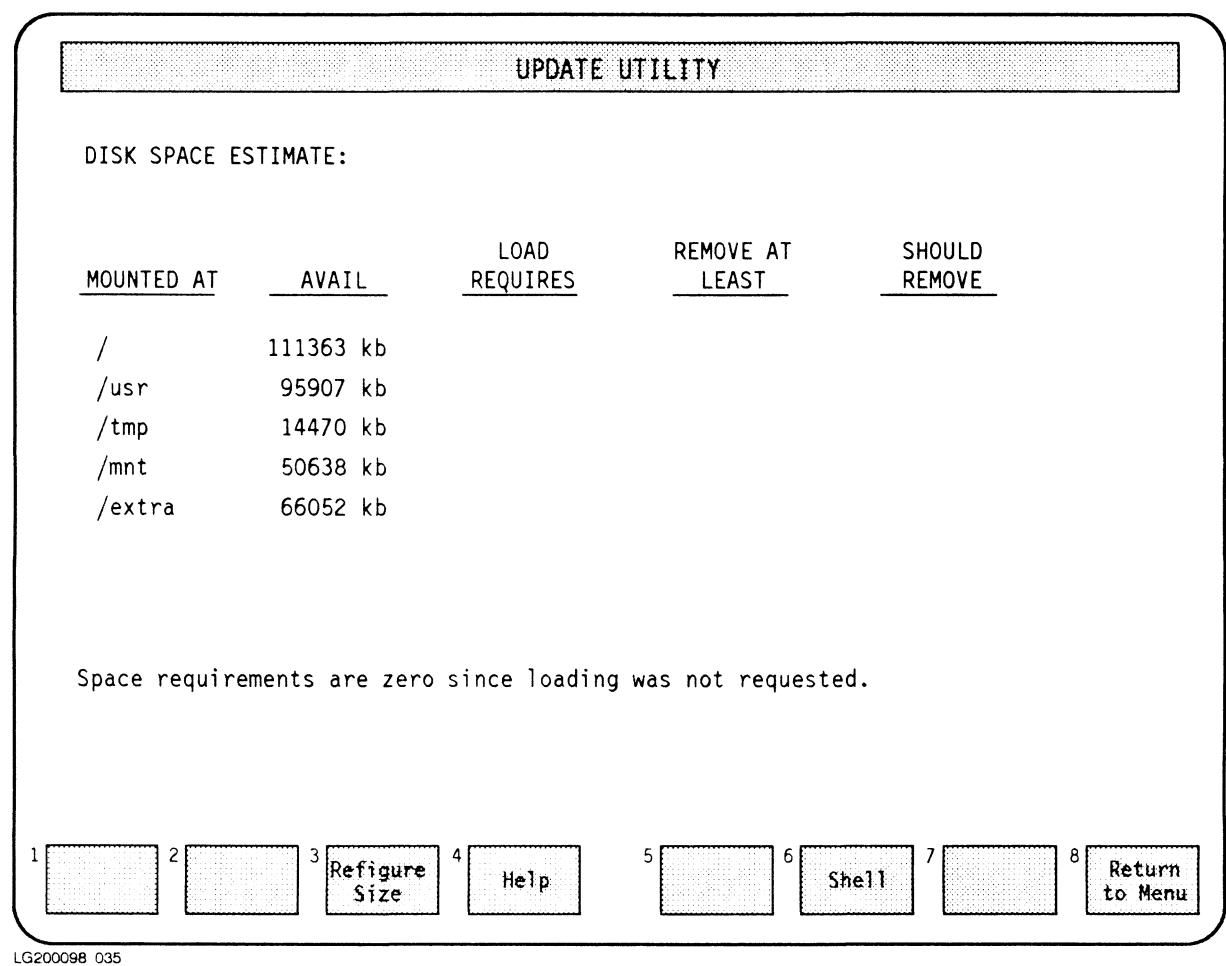 UPDATE UTILITY
DISK SPACE ESTIMATE:
LOAD REMOVE AT SHOULD
MOUNTED AT AVAIL REQUIRES LEAST REMOVE
/ 111363 kb
/usr 95907 kb
/tmp 14470 kb
/mnt 50638 kb
/extra 66052 kb
Space requirements are zero since loading was not requested.
1 2 3 Refigure 4 Help 5 6 Shell 7 8 Return
Size to Menu
LG200098 035